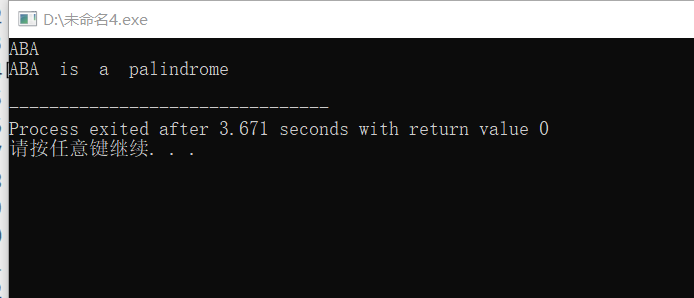 D:\未命名4.exe
ABA
ABA  is  a  palindrome
--------------------------------
Process exited after 3.671 seconds with return value 0
请按任意键继续. . .